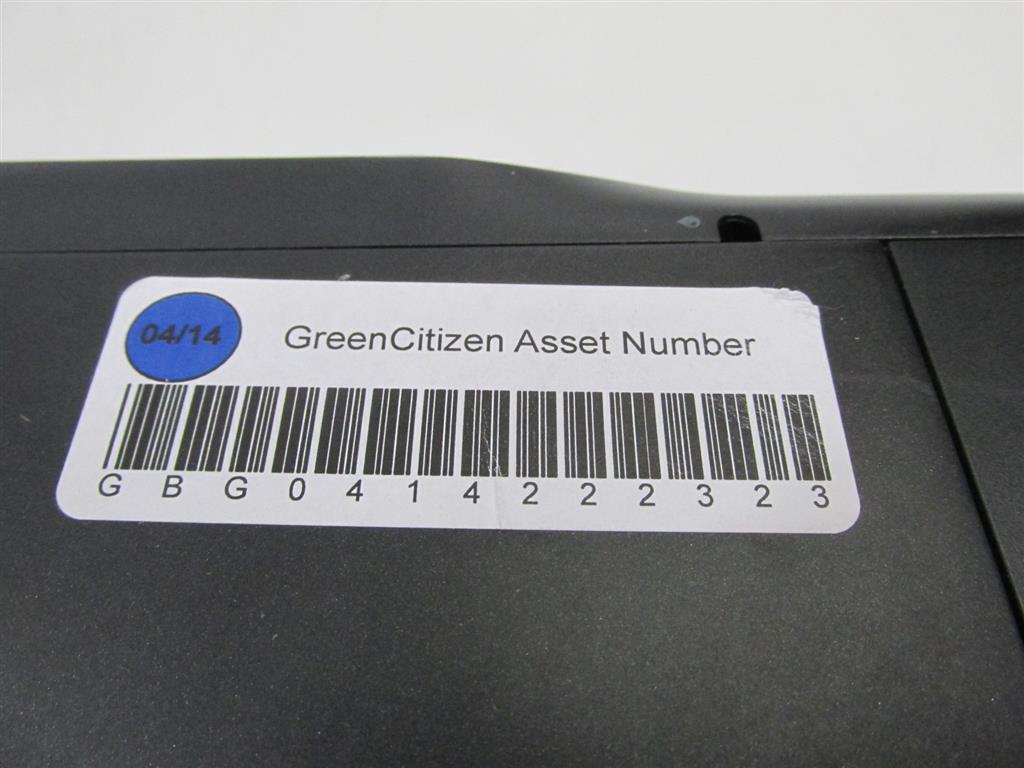 04/14
GreenCitizen Asset Number
G B G 0 4 1 4 2 2 2 3 2 3